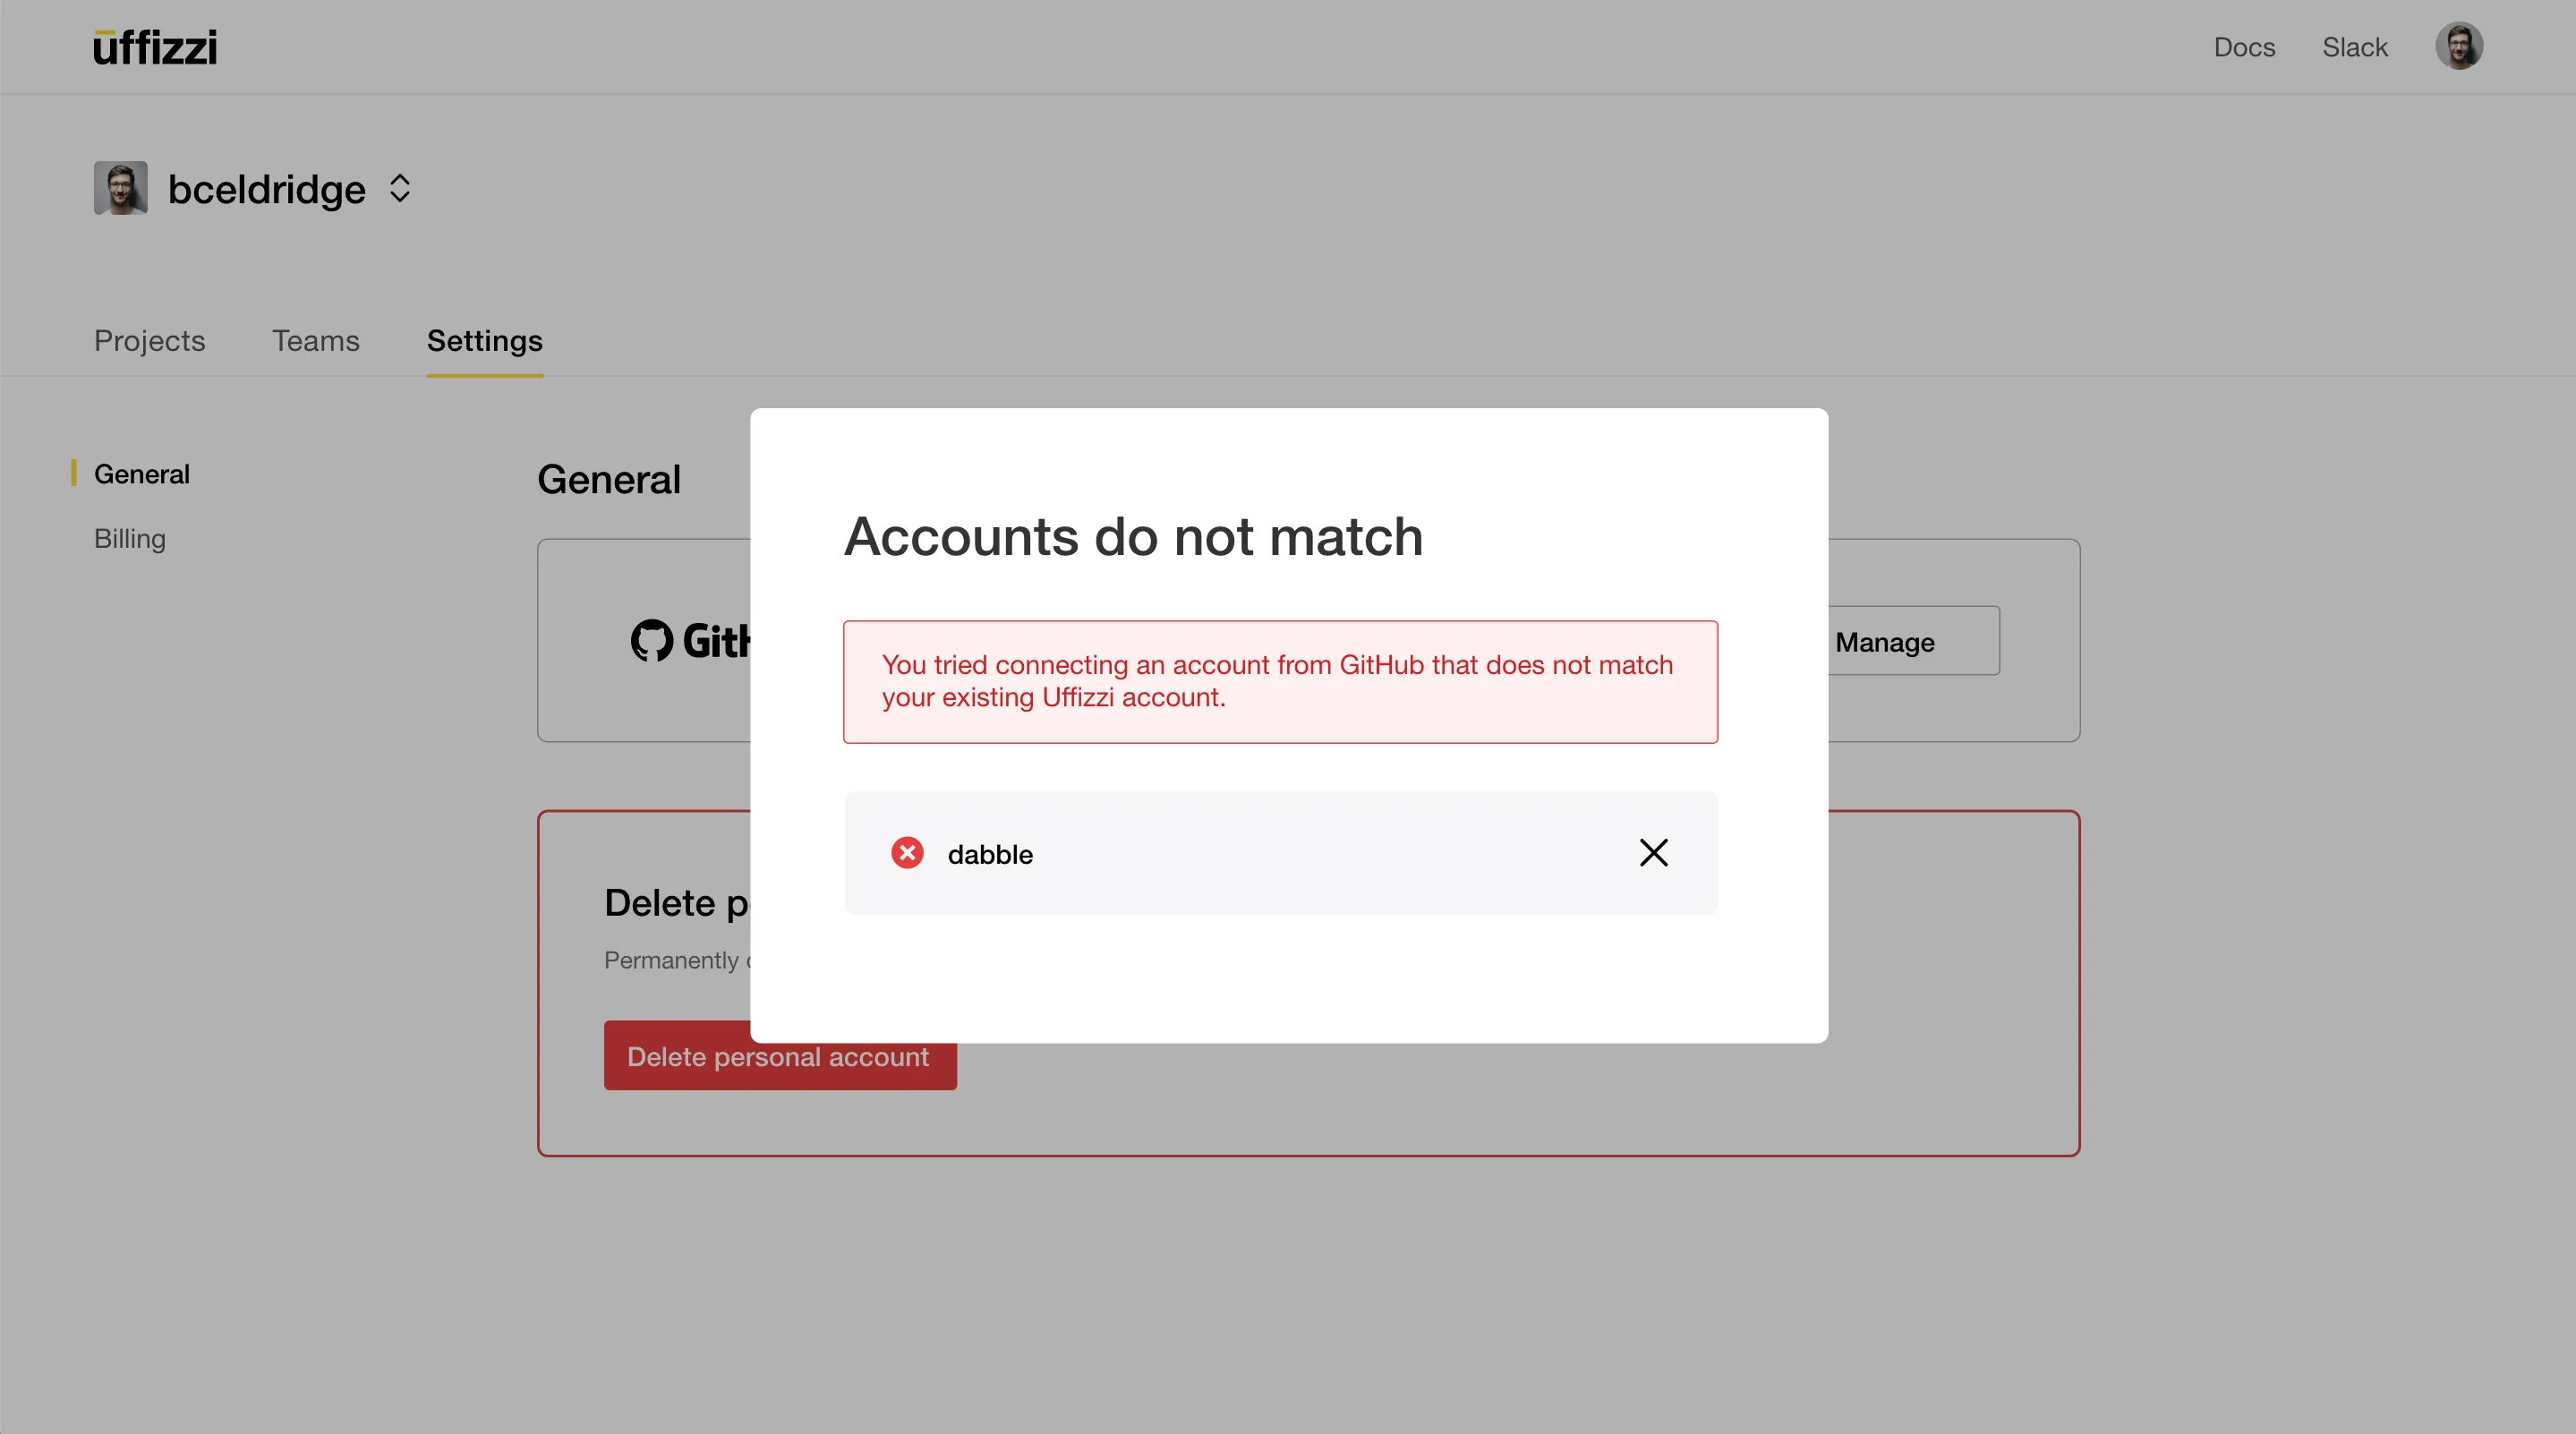 uffizzi
Docs
Slack
bceldridge
Projects
Teams
Settings
General
Billing
General
Manage
Accounts do not match
You tried connecting an account from GitHub that does not match
your existing Uffizzi account.
dabble
Delete
Permanently
Delete personal account